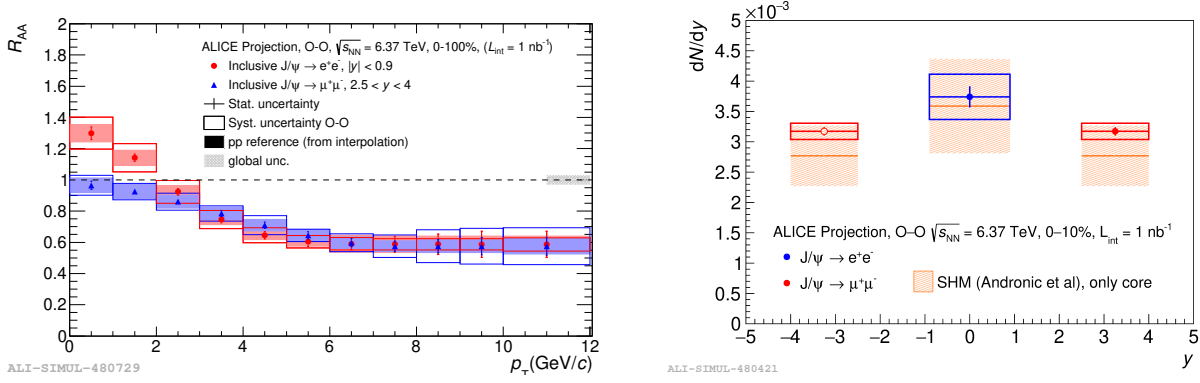 R_AA
ALICE Projection, O-O, √s_NN = 6.37 TeV, 0-100%, (L_int = 1 nb⁻¹)
Inclusive J/ψ → e⁺e⁻, |y| < 0.9
Inclusive J/ψ → μ⁺μ⁻, 2.5 < y < 4
Stat. uncertainty
Syst. uncertainty O-O
pp reference (from interpolation)
global unc.
2
1.8
1.6
1.4
1.2
1
0.8
0.6
0.4
0.2
0
0 2 4 6 8 10 12
p_T (GeV/c)
ALI-SIMUL-480729
×10⁻³
dN/dy
5
4.5
4
3.5
3
2.5
2
1.5
1
0.5
0
ALICE Projection, O–O √s_NN = 6.37 TeV, 0–10%, L_int = 1 nb⁻¹
J/ψ → e⁺e⁻
J/ψ → μ⁺μ⁻
SHM (Andronic et al), only core
−5 −4 −3 −2 −1 0 1 2 3 4 5
y
ALI-SIMUL-480421